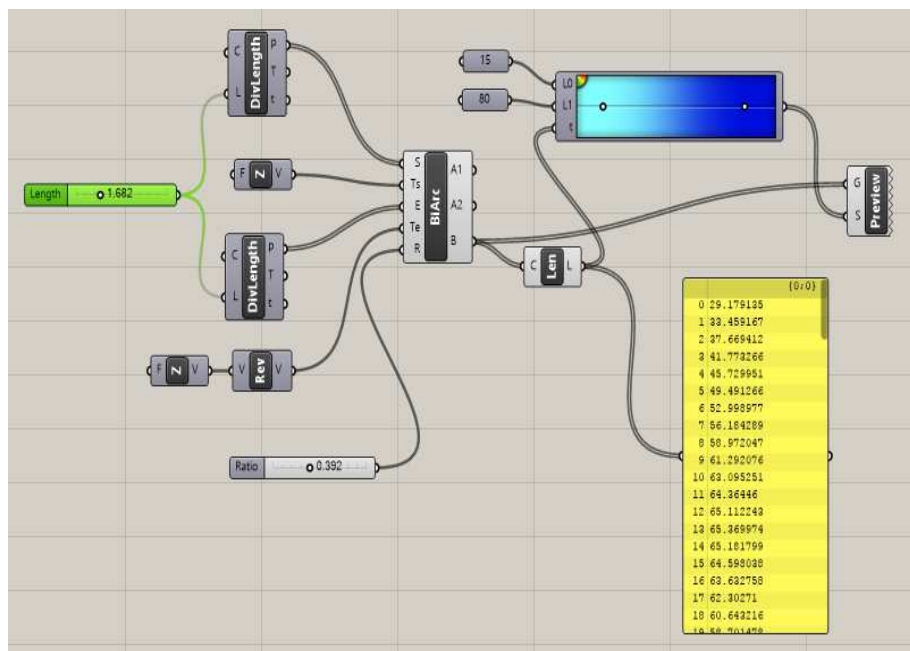 C
L
DivLength
P
T
t
Length
1.682
F
Z
V
C
L
DivLength
P
T
t
F
Z
V
V
Rev
V
Ratio
0.392
S
Ts
E
Te
R
BiArc
A1
A2
B
15
80
L0
L1
t
C
Len
L
G
S
Preview
{0;0}
0 29.179135
1 33.459167
2 37.669412
3 41.773266
4 45.729951
5 49.491266
6 52.998977
7 56.184289
8 58.972047
9 61.292076
10 63.095251
11 64.36446
12 65.112243
13 65.369974
14 65.181799
15 64.598038
16 63.632758
17 62.30271
18 60.643216
19 58.701478